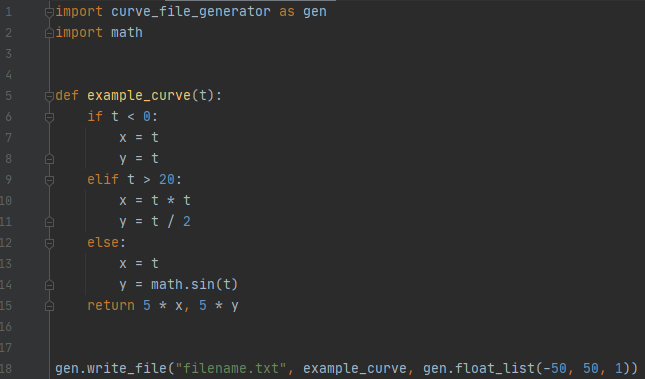 1 import curve_file_generator as gen
2 import math
3
4
5 def example_curve(t):
6     if t < 0:
7         x = t
8         y = t
9     elif t > 20:
10         x = t * t
11         y = t / 2
12     else:
13         x = t
14         y = math.sin(t)
15     return 5 * x, 5 * y
16
17
18 gen.write_file("filename.txt", example_curve, gen.float_list(-50, 50, 1))